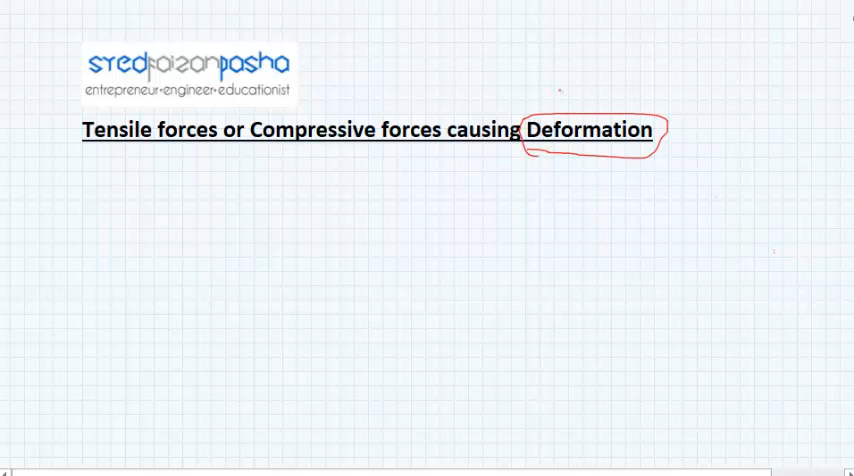 syedfaizanpasha
entrepreneur•engineer•educationist
Tensile forces or Compressive forces causing Deformation